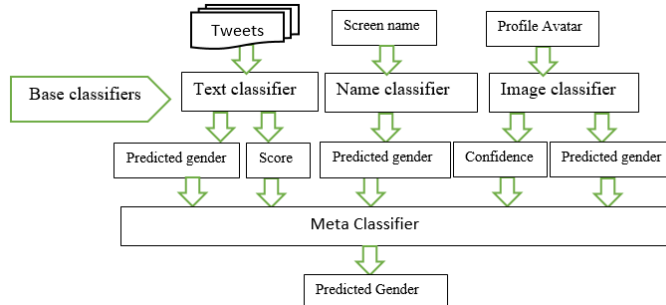 Tweets
Screen name
Profile Avatar
Base classifiers
Text classifier
Name classifier
Image classifier
Predicted gender
Score
Predicted gender
Confidence
Predicted gender
Meta Classifier
Predicted Gender